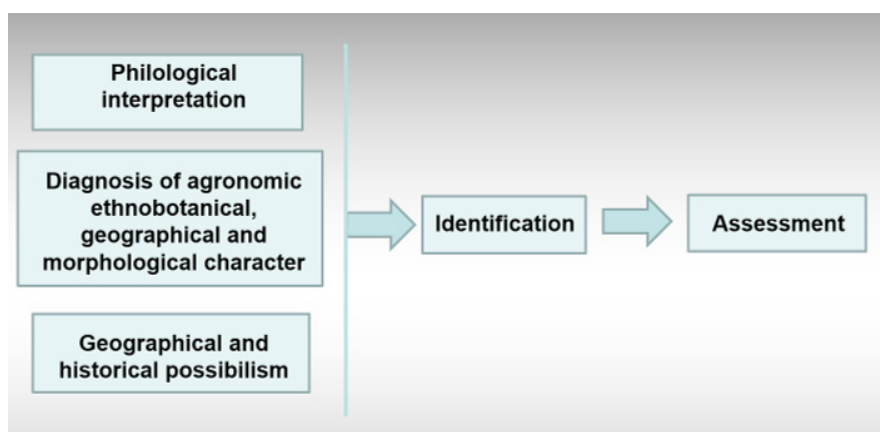 Philological
interpretation
Diagnosis of agronomic
ethnobotanical,
geographical and
morphological character
Geographical and
historical possibilism
Identification
Assessment